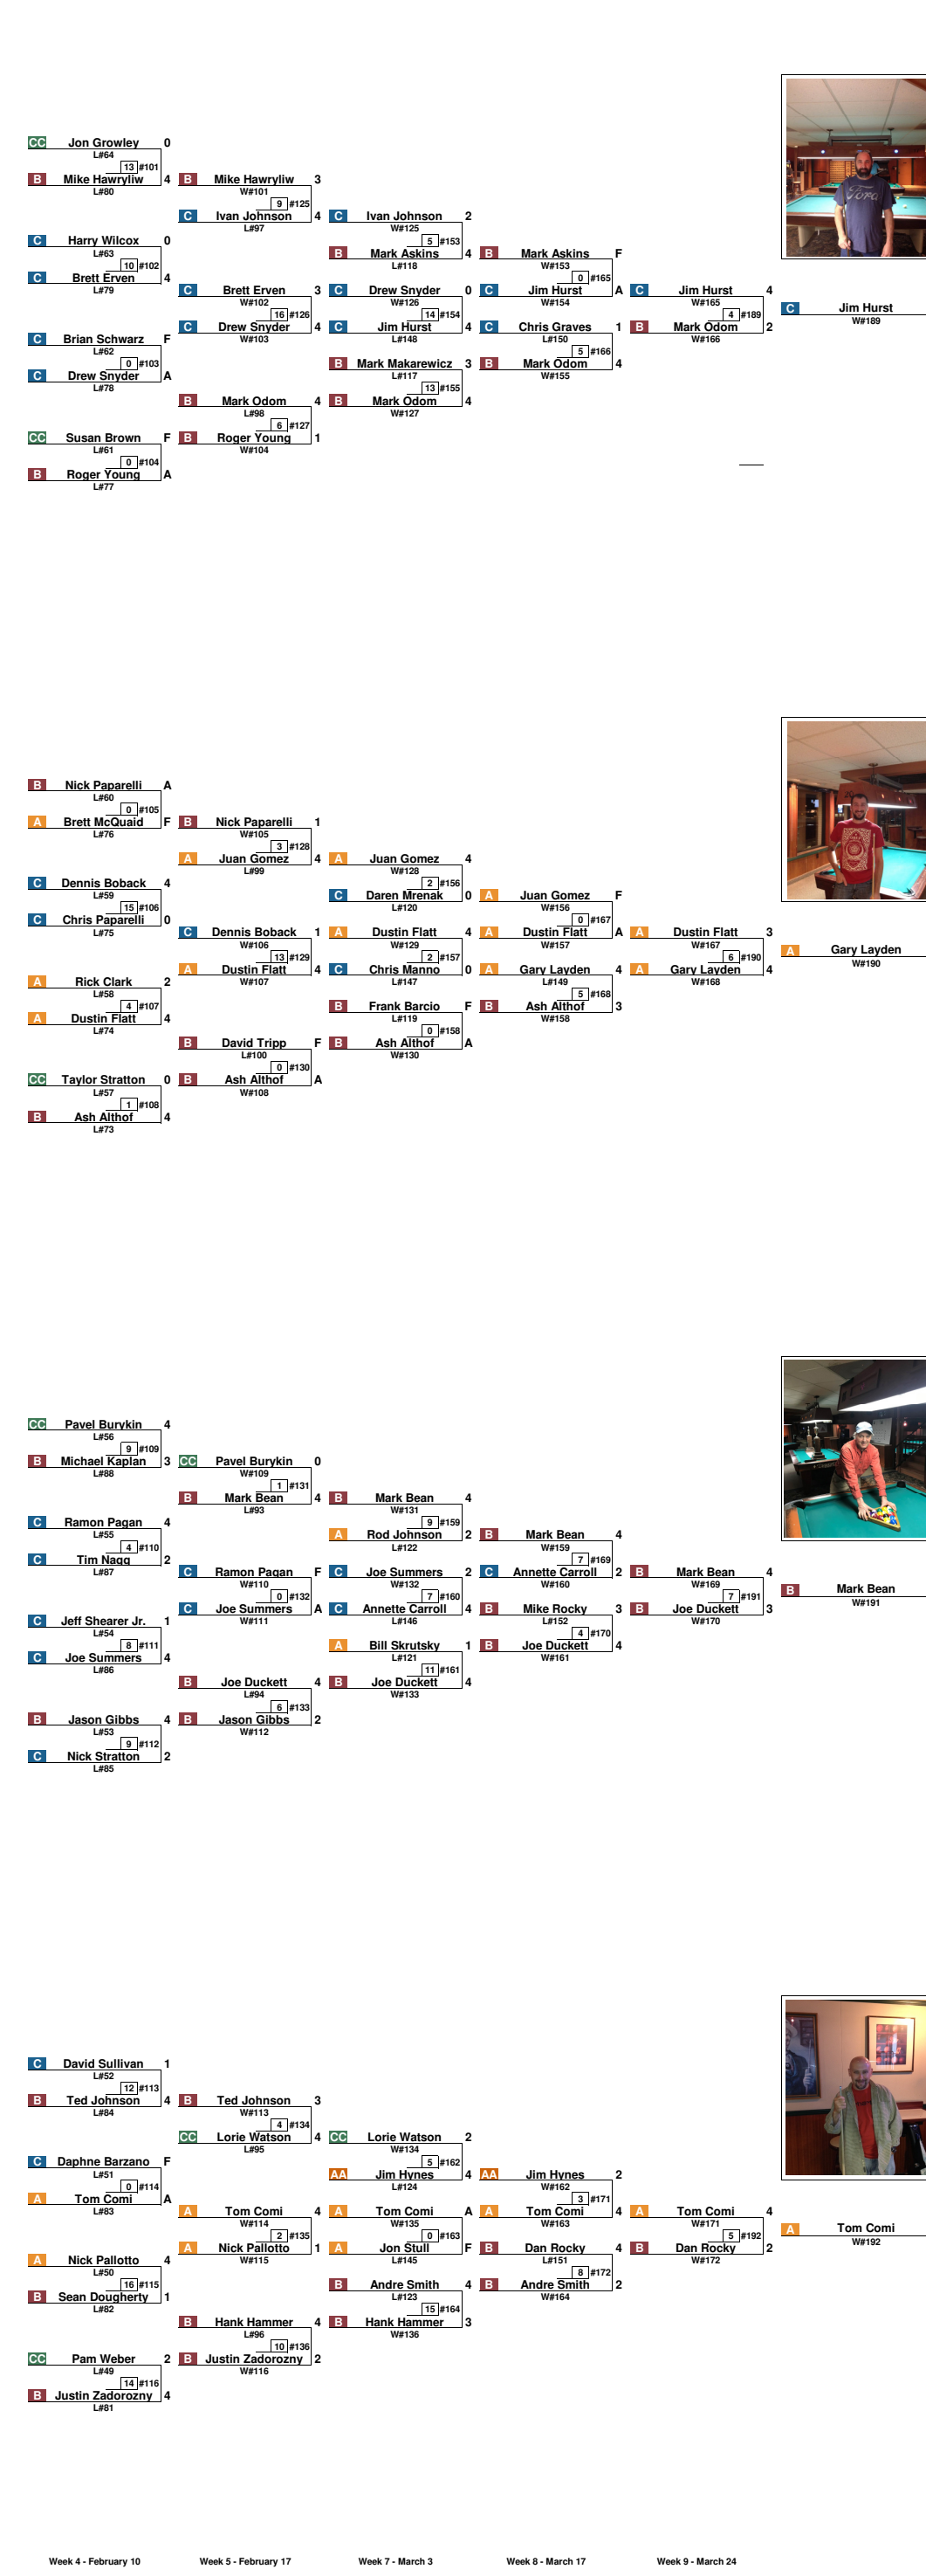 CC Jon Growley 0
L#64
13 #101
B Mike Hawryliw 4 B Mike Hawryliw 3
L#80 W#101
9 #125
C Ivan Johnson 4 C Ivan Johnson 2
L#97 W#125
C Harry Wilcox 0
L#63
5 #153
B Mark Askins 4 B Mark Askins F
L#118 W#153
10 #102
C Brett Erven 4
L#79
0 #165
C Brett Erven 3 C Drew Snyder 0 C Jim Hurst A C Jim Hurst 4
W#102 W#126 W#154 W#165
C Jim Hurst
W#189
16 #126 14 #154 4 #189
C Drew Snyder 4 C Jim Hurst 4 C Chris Graves 1 B Mark Odom 2
W#103 L#148 L#150 W#166
C Brian Schwarz F
L#62
5 #166
0 #103
B Mark Makarewicz 3 B Mark Odom 4
L#117 W#155
C Drew Snyder A
L#78
13 #155
B Mark Odom 4 B Mark Odom 4
L#98 W#127
6 #127
CC Susan Brown F B Roger Young 1
L#61 W#104
0 #104
B Roger Young A
L#77
B Nick Paparelli A
L#60
0 #105
A Brett McQuaid F B Nick Paparelli 1
L#76 W#105
3 #128
A Juan Gomez 4 A Juan Gomez 4
L#99 W#128
C Dennis Boback 4
L#59
2 #156
C Daren Mrenak 0 A Juan Gomez F
L#120 W#156
15 #106
C Chris Paparelli 0
L#75
0 #167
C Dennis Boback 1 A Dustin Flatt 4 A Dustin Flatt A A Dustin Flatt 3
W#106 W#129 W#157 W#167
A Gary Layden
W#190
13 #129 2 #157 6 #190
A Dustin Flatt 4 C Chris Manno 0 A Gary Layden 4 A Gary Layden 4
W#107 L#147 L#149 W#168
A Rick Clark 2
L#58
5 #168
4 #107
B Frank Barcio F B Ash Althof 3
L#119 W#158
A Dustin Flatt 4
L#74
0 #158
B David Tripp F B Ash Althof A
L#100 W#130
0 #130
CC Taylor Stratton 0 B Ash Althof A
L#57 W#108
1 #108
B Ash Althof 4
L#73
CC Pavel Burykin 4
L#56
9 #109
B Michael Kaplan 3 CC Pavel Burykin 0
L#88 W#109
1 #131
B Mark Bean 4 B Mark Bean 4
L#93 W#131
C Ramon Pagan 4
L#55
9 #159
A Rod Johnson 2 B Mark Bean 4
L#122 W#159
4 #110
C Tim Nagg 2
L#87
7 #169
C Ramon Pagan F C Joe Summers 2 C Annette Carroll 2 B Mark Bean 4
W#110 W#132 W#160 W#169
B Mark Bean
W#191
0 #132 7 #160 7 #191
C Joe Summers A C Annette Carroll 4 B Mike Rocky 3 B Joe Duckett 3
W#111 L#146 L#152 W#170
C Jeff Shearer Jr. 1
L#54
4 #170
8 #111
A Bill Skrutsky 1 B Joe Duckett 4
L#121 W#161
C Joe Summers 4
L#86
11 #161
B Joe Duckett 4 B Joe Duckett 4
L#94 W#133
6 #133
B Jason Gibbs 4 B Jason Gibbs 2
L#53 W#112
9 #112
C Nick Stratton 2
L#85
C David Sullivan 1
L#52
12 #113
B Ted Johnson 4 B Ted Johnson 3
L#84 W#113
4 #134
CC Lorie Watson 4 CC Lorie Watson 2
L#95 W#134
C Daphne Barzano F
L#51
5 #162
AA Jim Hynes 4 AA Jim Hynes 2
L#124 W#162
0 #114
A Tom Comi A
L#83
3 #171
A Tom Comi 4 A Tom Comi A A Tom Comi 4 A Tom Comi 4
W#114 W#135 W#163 W#171
A Tom Comi
W#192
2 #135 0 #163 5 #192
A Nick Pallotto 1 A Jon Stull F B Dan Rocky 4 B Dan Rocky 2
W#115 L#145 L#151 W#172
A Nick Pallotto 4
L#50
8 #172
16 #115
B Andre Smith 4 B Andre Smith 2
L#123 W#164
B Sean Dougherty 1
L#82
15 #164
B Hank Hammer 4 B Hank Hammer 3
L#96 W#136
10 #136
CC Pam Weber 2 B Justin Zadorozny 2
L#49 W#116
14 #116
B Justin Zadorozny 4
L#81
Week 4 - February 10 Week 5 - February 17 Week 7 - March 3 Week 8 - March 17 Week 9 - March 24